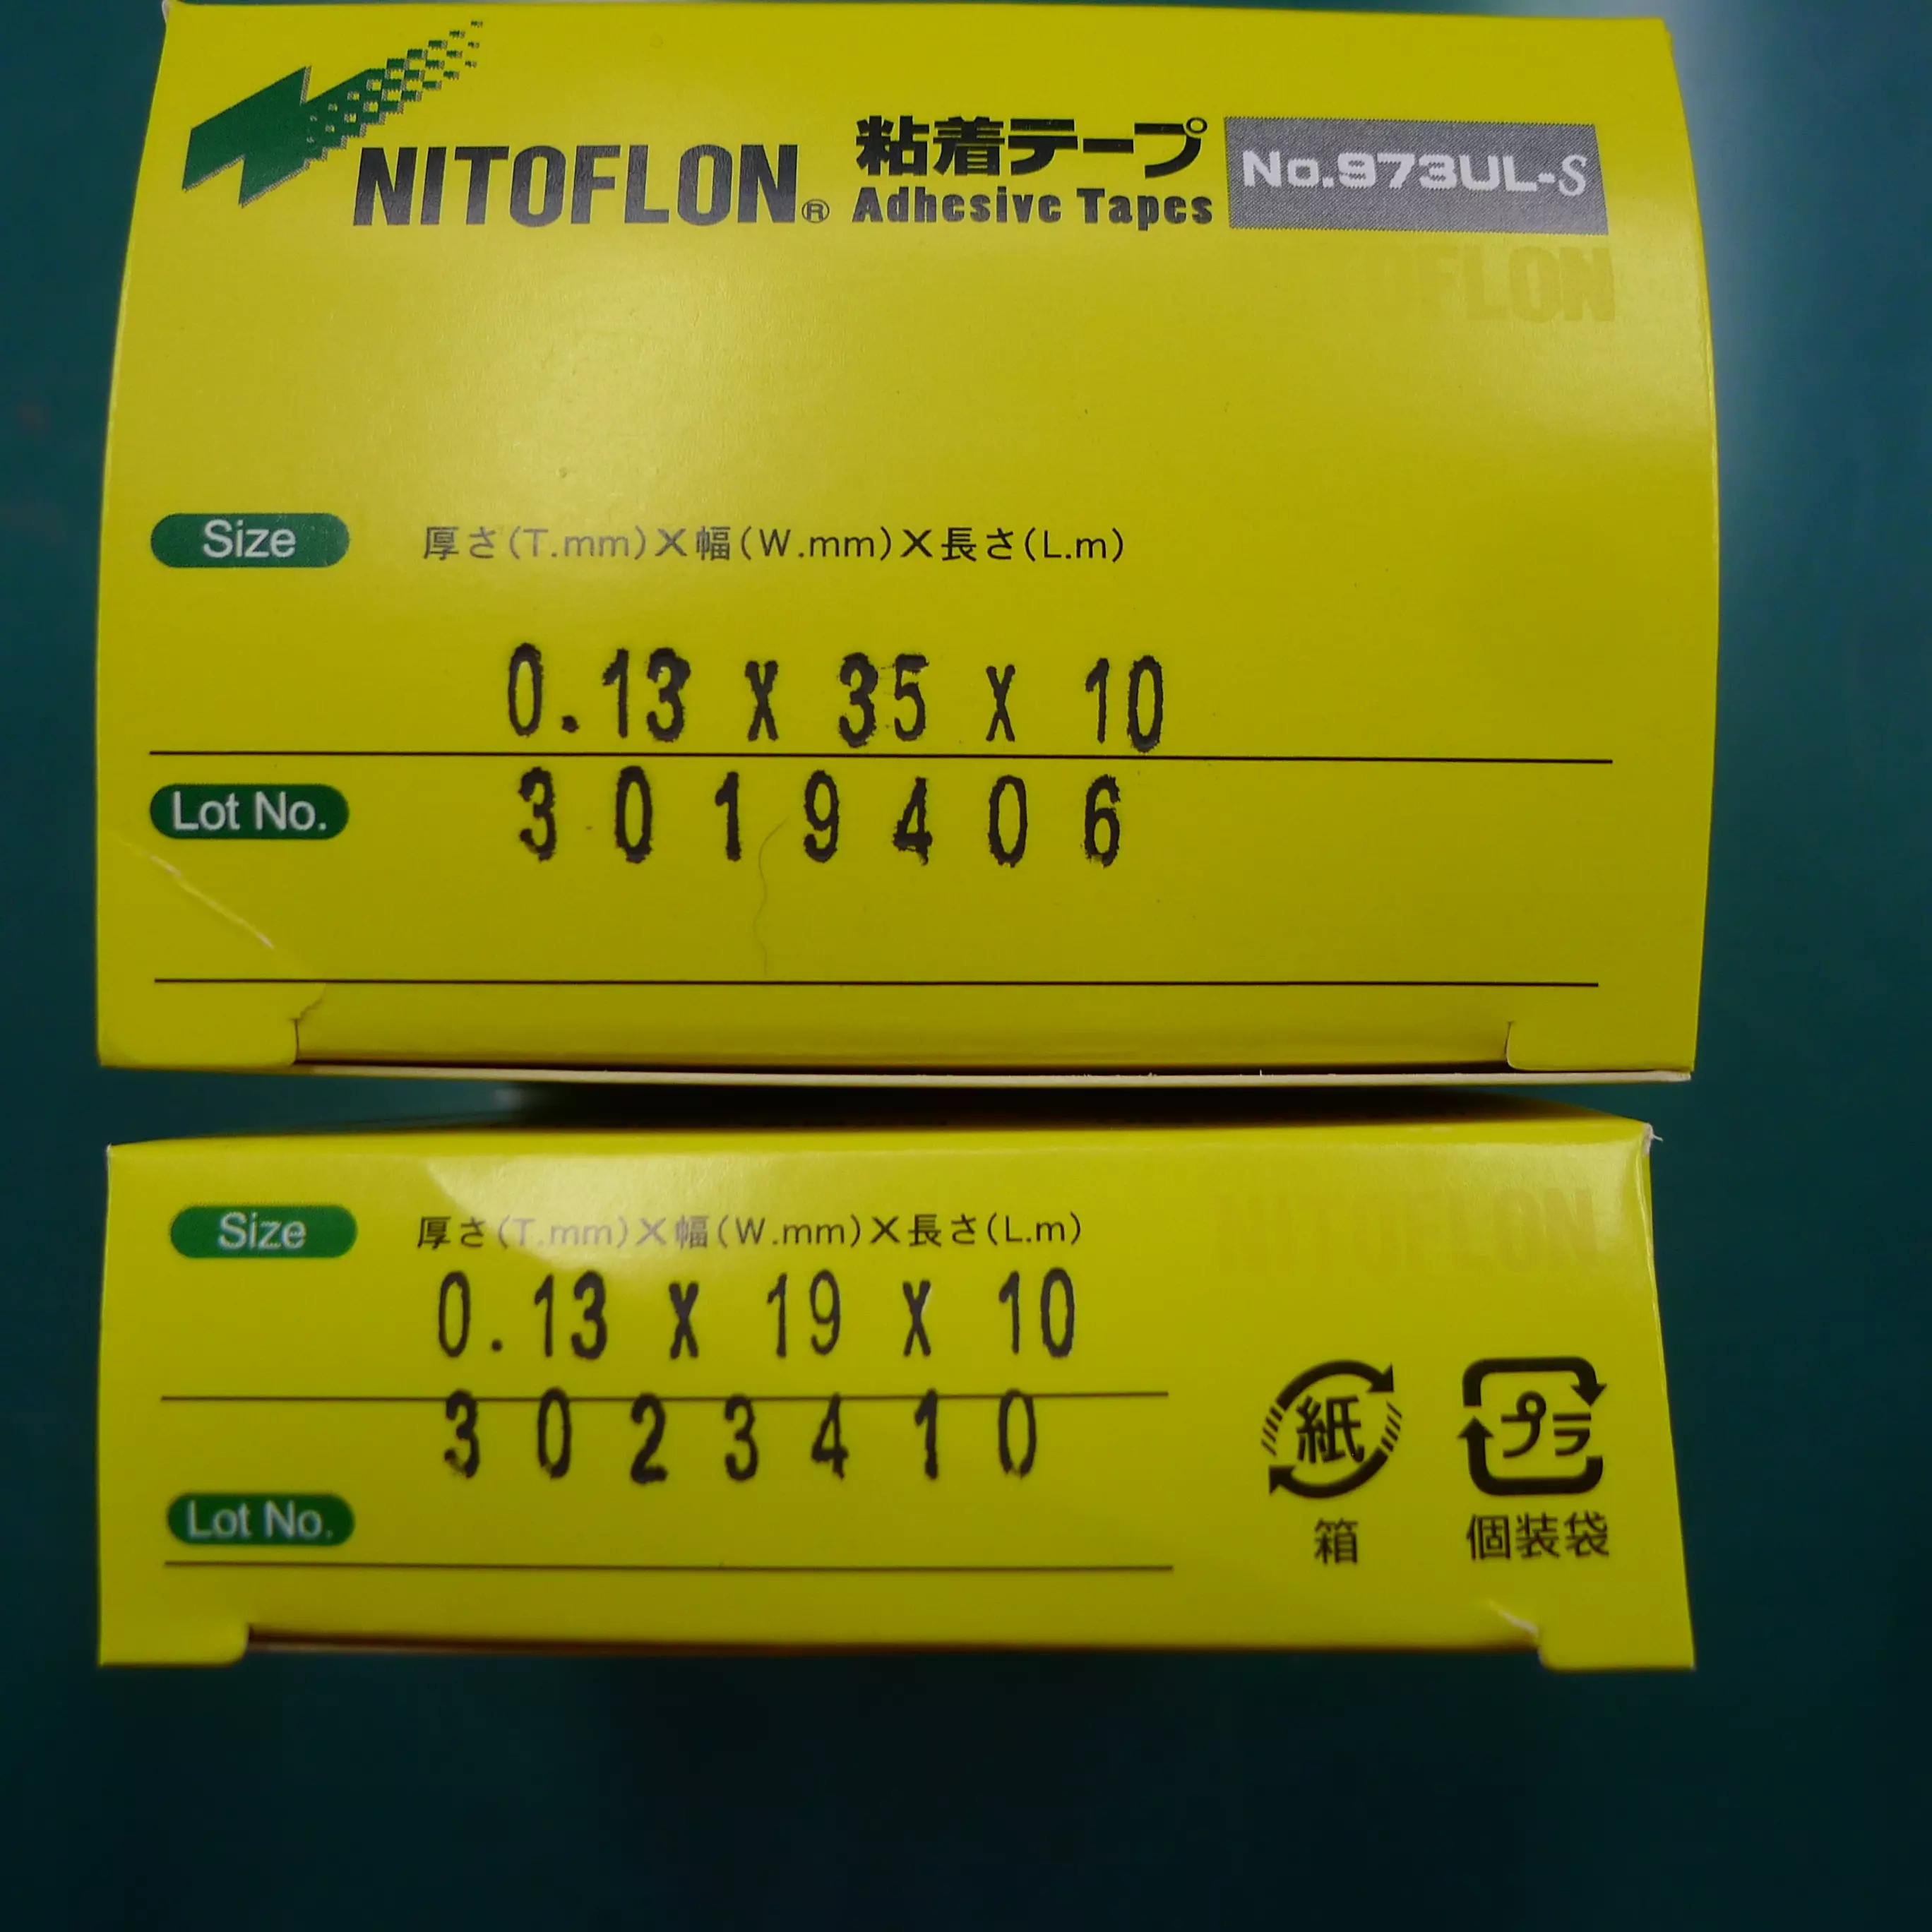 NITOFLON® 粘着テープ No.973UL-S
Adhesive Tapes
NITOFLON
Size 厚さ(T.mm)×幅(W.mm)×長さ(L.m)
0.13 x 35 x 10
Lot No. 3019406
Size 厚さ(T.mm)×幅(W.mm)×長さ(L.m)
NITOFLON
0.13 x 19 x 10
3023410
紙 プラ
Lot No.
箱 個装袋